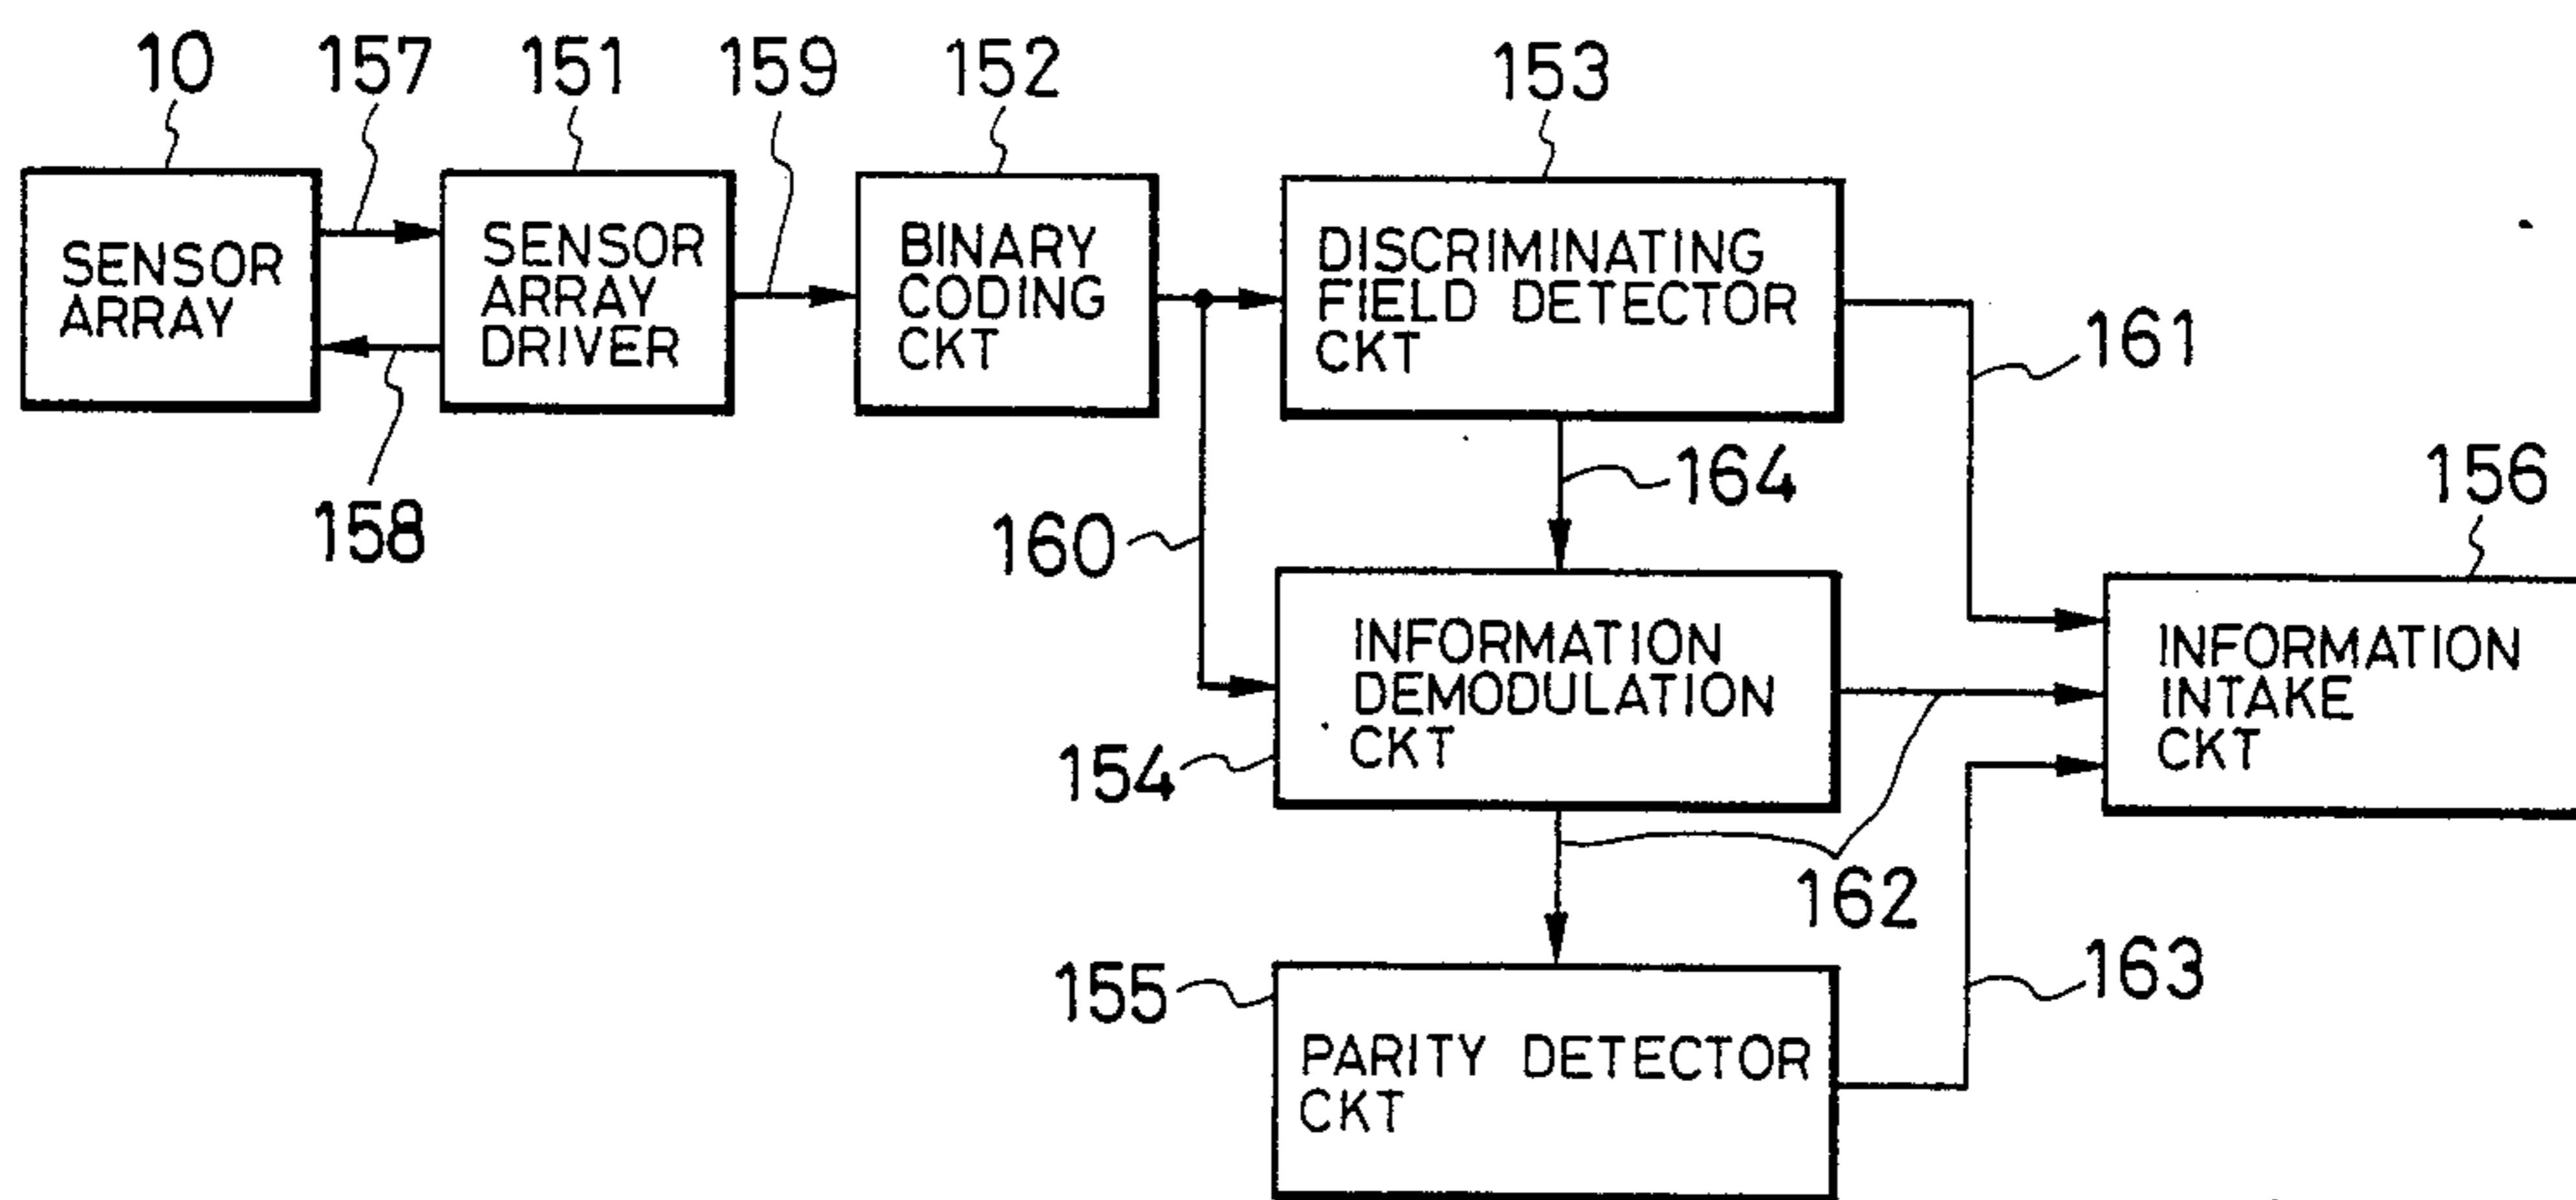 10
157
151
159
152
153
SENSOR
ARRAY
SENSOR
ARRAY
DRIVER
BINARY
CODING
CKT
DISCRIMINATING
FIELD DETECTOR
CKT
161
158
160
164
156
INFORMATION
DEMODULATION
CKT
INFORMATION
INTAKE
CKT
154
162
155
163
PARITY DETECTOR
CKT